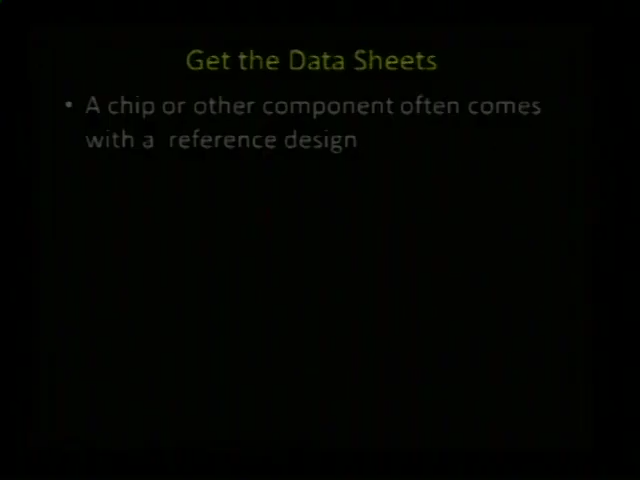 Get the Data Sheets
• A chip or other component often comes
with a reference design